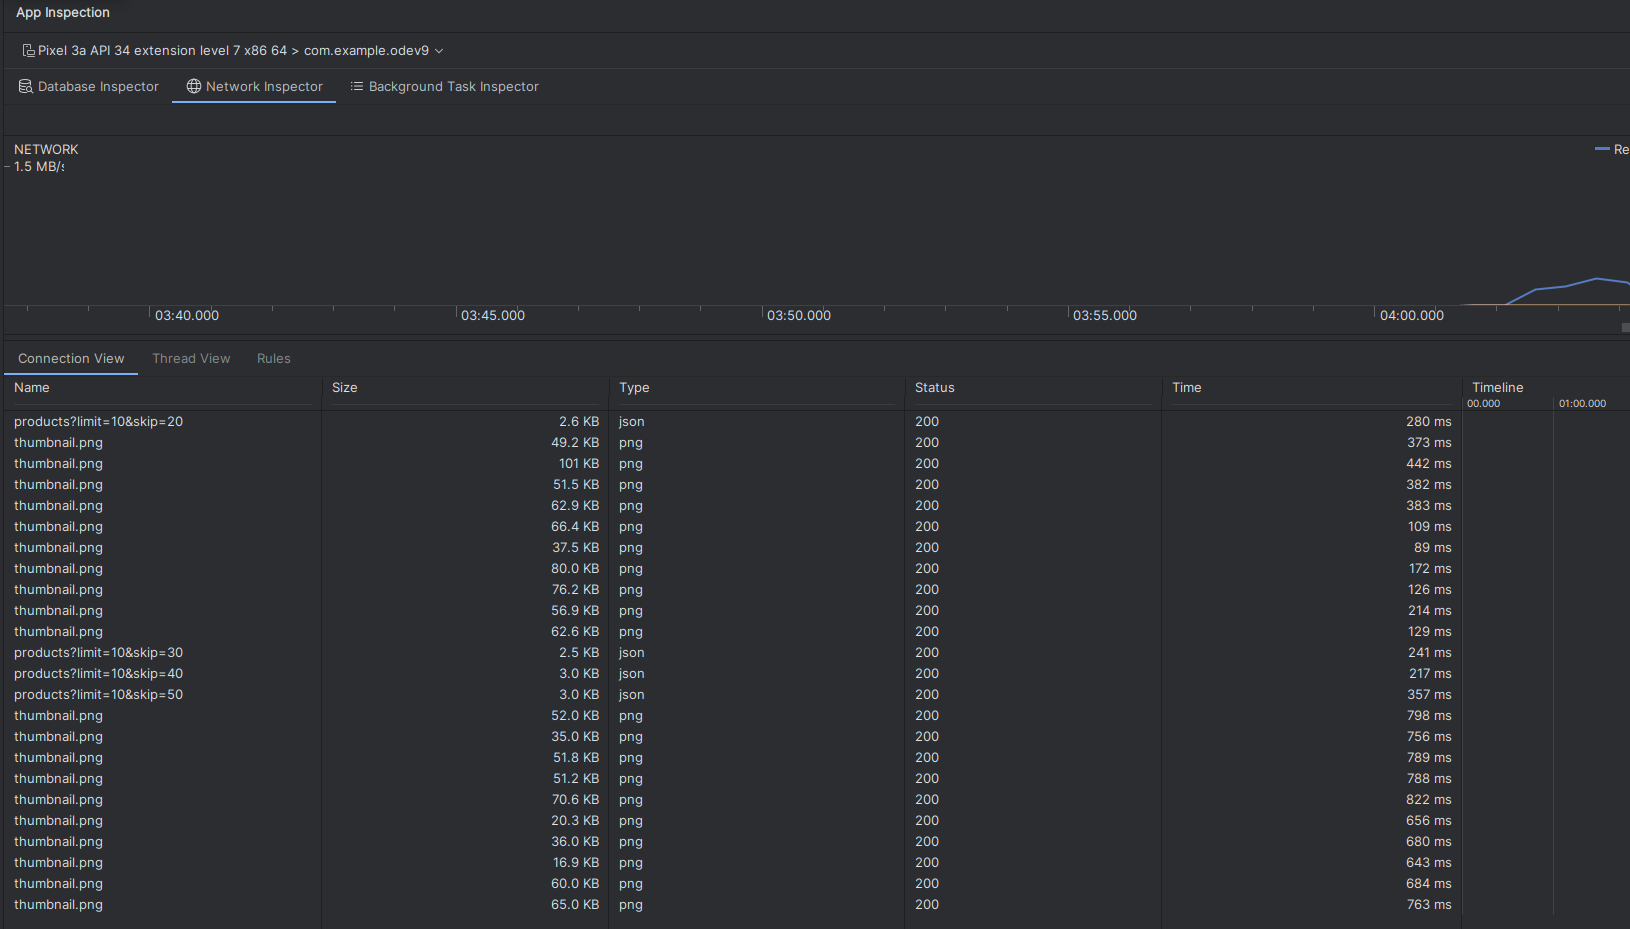 App Inspection
Pixel 3a API 34 extension level 7 x86 64 > com.example.odev9
Database Inspector Network Inspector Background Task Inspector
NETWORK Re
1.5 MB/s
03:40.000 03:45.000 03:50.000 03:55.000 04:00.000
Connection View Thread View Rules
Name Size Type Status Time Timeline
00.000 01:00.000
products?limit=10&skip=20 2.6 KB json 200 280 ms
thumbnail.png 49.2 KB png 200 373 ms
thumbnail.png 101 KB png 200 442 ms
thumbnail.png 51.5 KB png 200 382 ms
thumbnail.png 62.9 KB png 200 383 ms
thumbnail.png 66.4 KB png 200 109 ms
thumbnail.png 37.5 KB png 200 89 ms
thumbnail.png 80.0 KB png 200 172 ms
thumbnail.png 76.2 KB png 200 126 ms
thumbnail.png 56.9 KB png 200 214 ms
thumbnail.png 62.6 KB png 200 129 ms
products?limit=10&skip=30 2.5 KB json 200 241 ms
products?limit=10&skip=40 3.0 KB json 200 217 ms
products?limit=10&skip=50 3.0 KB json 200 357 ms
thumbnail.png 52.0 KB png 200 798 ms
thumbnail.png 35.0 KB png 200 756 ms
thumbnail.png 51.8 KB png 200 789 ms
thumbnail.png 51.2 KB png 200 788 ms
thumbnail.png 70.6 KB png 200 822 ms
thumbnail.png 20.3 KB png 200 656 ms
thumbnail.png 36.0 KB png 200 680 ms
thumbnail.png 16.9 KB png 200 643 ms
thumbnail.png 60.0 KB png 200 684 ms
thumbnail.png 65.0 KB png 200 763 ms